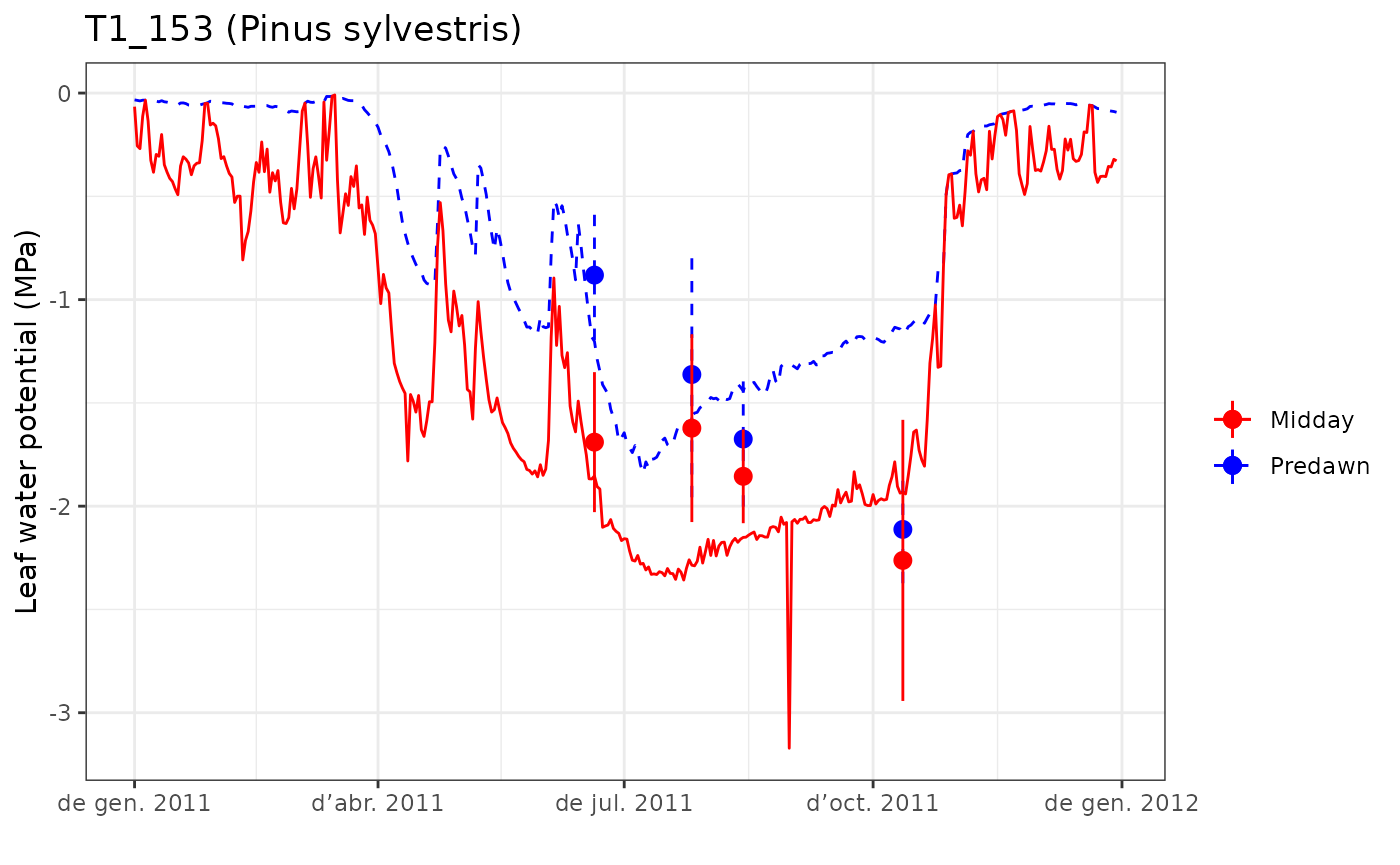 T1_153 (Pinus sylvestris)
Leaf water potential (MPa)
0
-1
-2
-3
de gen. 2011
d’abr. 2011
de jul. 2011
d’oct. 2011
de gen. 2012
Midday
Predawn